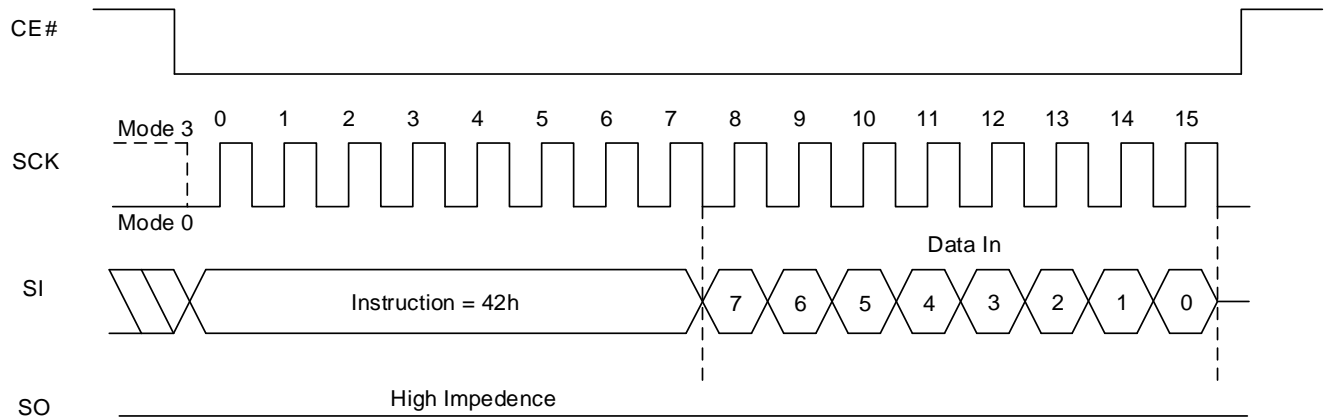 CE#
0 1 2 3 4 5 6 7 8 9 10 11 12 13 14 15
Mode 3
SCK
Mode 0
Data In
SI
Instruction = 42h
7 6 5 4 3 2 1 0
High Impedence
SO